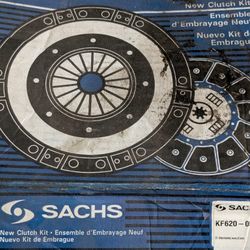 New Clutch Kit •
Ensemble
d'Embrayage Neuf
Nuevo Kit de
Embrague
SACHS
New Clutch Kit • Ensemble d'Embrayage Neuf
Nuevo Kit de Embrague
SACHS
KF620-0